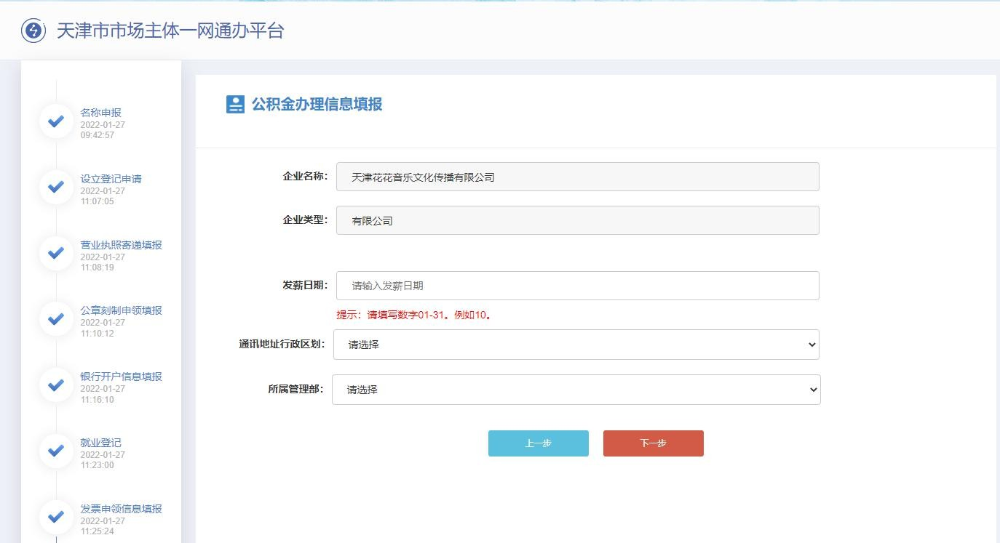 天津市市场主体一网通办平台
名称申报
2022-01-27
09:42:57
设立登记申请
2022-01-27
11:07:05
营业执照寄递填报
2022-01-27
11:08:19
公章刻制申领填报
2022-01-27
11:10:12
银行开户信息填报
2022-01-27
11:16:10
就业登记
2022-01-27
11:23:00
发票申领信息填报
2022-01-27
11:25:24
公积金办理信息填报
企业名称： 天津花花音乐文化传播有限公司
企业类型： 有限公司
发薪日期： 请输入发薪日期
提示：请填写数字01-31。例如10。
通讯地址行政区划： 请选择
所属管理部： 请选择
上一步 下一步